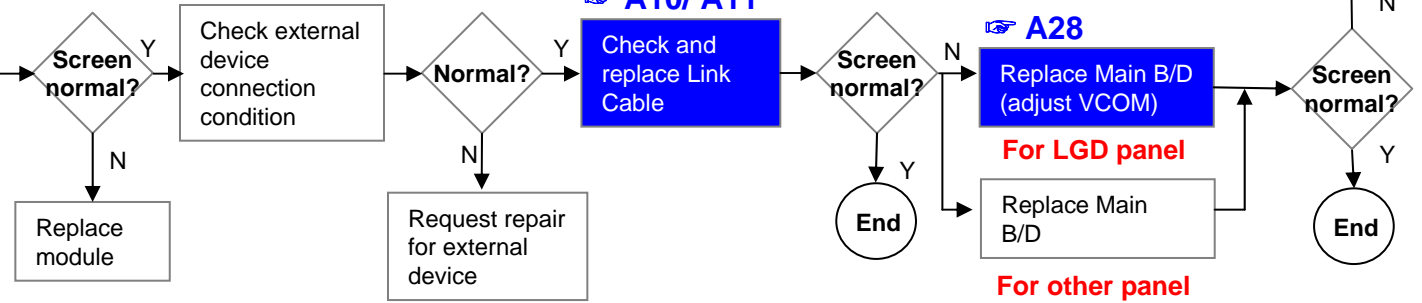 ☞ A10/ A11
Screen
normal?
Y
N
Replace
module
Check external
device
connection
condition
Normal?
Y
N
Request repair
for external
device
Check and
replace Link
Cable
Screen
normal?
N
Y
End
☞ A28
Replace Main B/D
(adjust VCOM)
For LGD panel
Replace Main
B/D
For other panel
N
Screen
normal?
Y
End